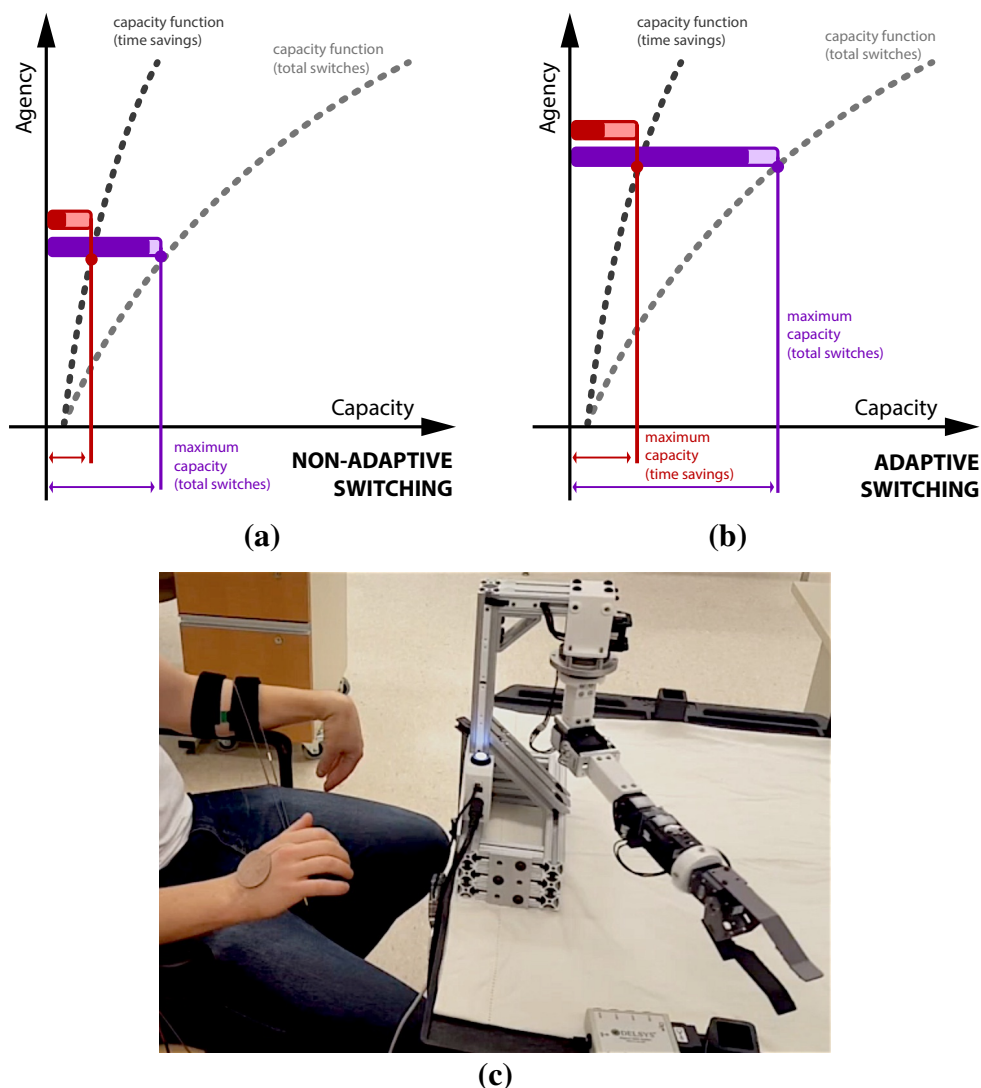 capacity function
(time savings)
capacity function
(total switches)
Agency
Capacity
maximum
capacity
(total switches)
NON-ADAPTIVE
SWITCHING
(a)
capacity function
(time savings)
capacity function
(total switches)
Agency
maximum
capacity
(total switches)
Capacity
maximum
capacity
(time savings)
ADAPTIVE
SWITCHING
(b)
DELSYS
(c)